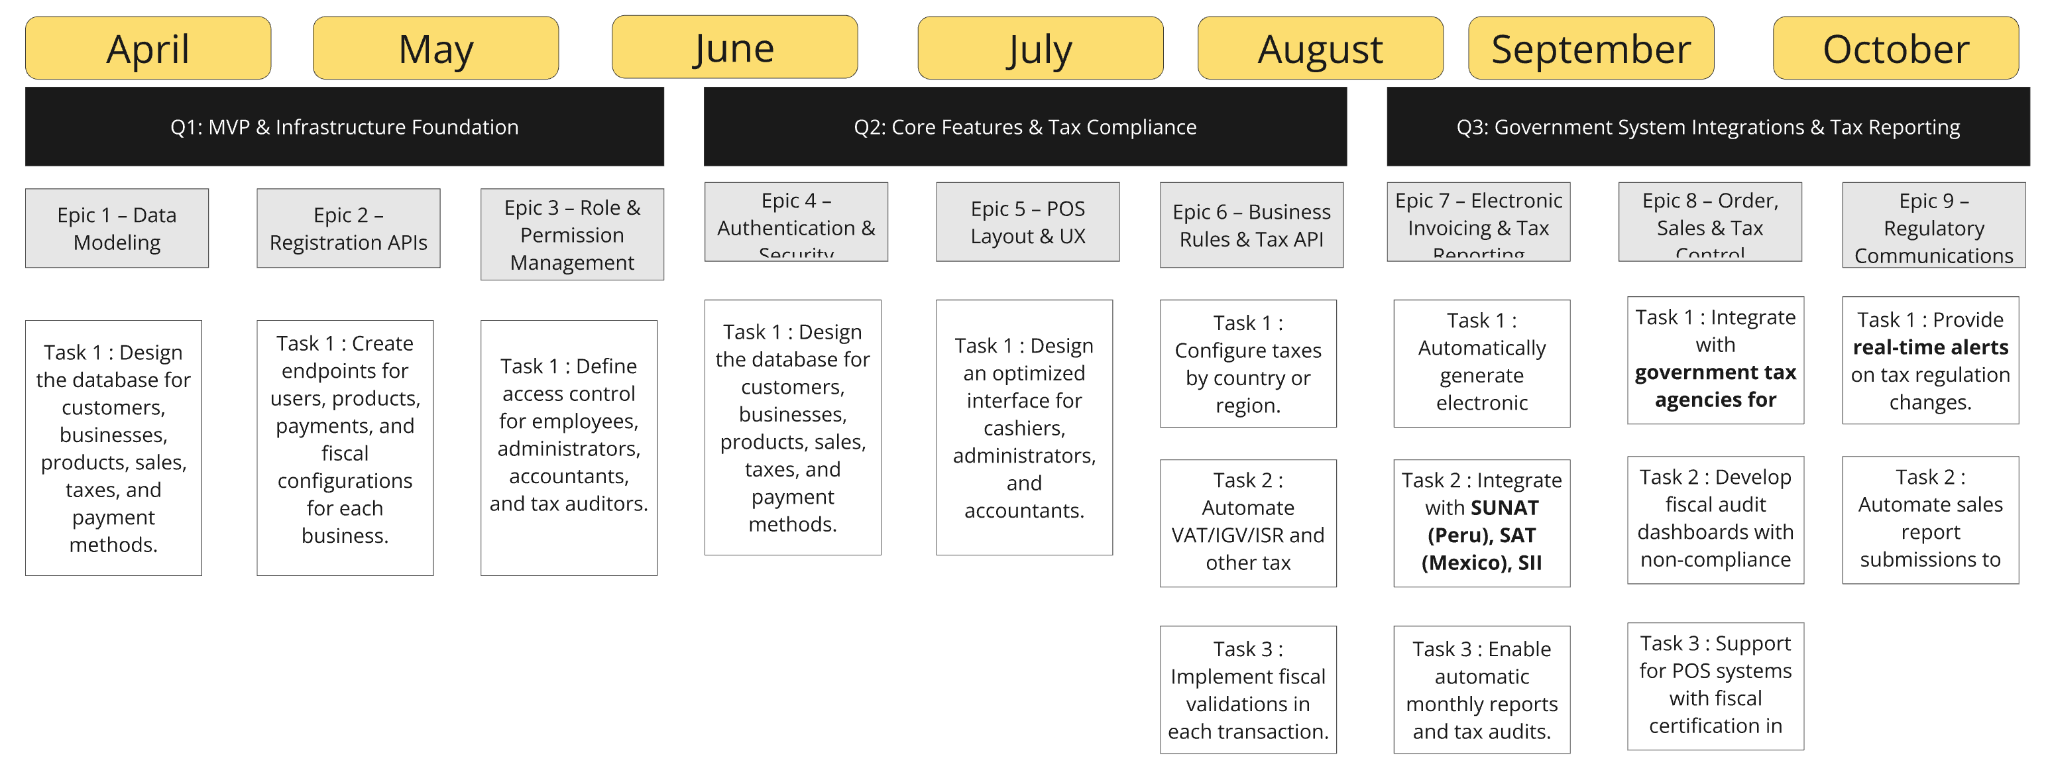 April
May
June
July
August
September
October
Q1: MVP & Infrastructure Foundation
Q2: Core Features & Tax Compliance
Q3: Government System Integrations & Tax Reporting
Epic 1 – Data
Modeling
Epic 2 –
Registration APIs
Epic 3 – Role &
Permission
Management
Epic 4 –
Authentication &
Security
Epic 5 – POS
Layout & UX
Epic 6 – Business
Rules & Tax API
Epic 7 – Electronic
Invoicing & Tax
Reporting
Epic 8 – Order,
Sales & Tax
Control
Epic 9 –
Regulatory
Communications
Task 1 : Design
the database for
customers,
businesses,
products, sales,
taxes, and
payment
methods.
Task 1 : Create
endpoints for
users, products,
payments, and
fiscal
configurations
for each
business.
Task 1 : Define
access control
for employees,
administrators,
accountants,
and tax auditors.
Task 1 : Design
the database for
customers,
businesses,
products, sales,
taxes, and
payment
methods.
Task 1 : Design
an optimized
interface for
cashiers,
administrators,
and
accountants.
Task 1 :
Configure taxes
by country or
region.
Task 1 :
Automatically
generate
electronic
Task 1 : Integrate
with
government tax
agencies for
Task 1 : Provide
real-time alerts
on tax regulation
changes.
Task 2 :
Automate
VAT/IGV/ISR and
other tax
Task 2 : Integrate
with SUNAT
(Peru), SAT
(Mexico), SII
Task 2 : Develop
fiscal audit
dashboards with
non-compliance
Task 2 :
Automate sales
report
submissions to
Task 3 :
Implement fiscal
validations in
each transaction.
Task 3 : Enable
automatic
monthly reports
and tax audits.
Task 3 : Support
for POS systems
with fiscal
certification in